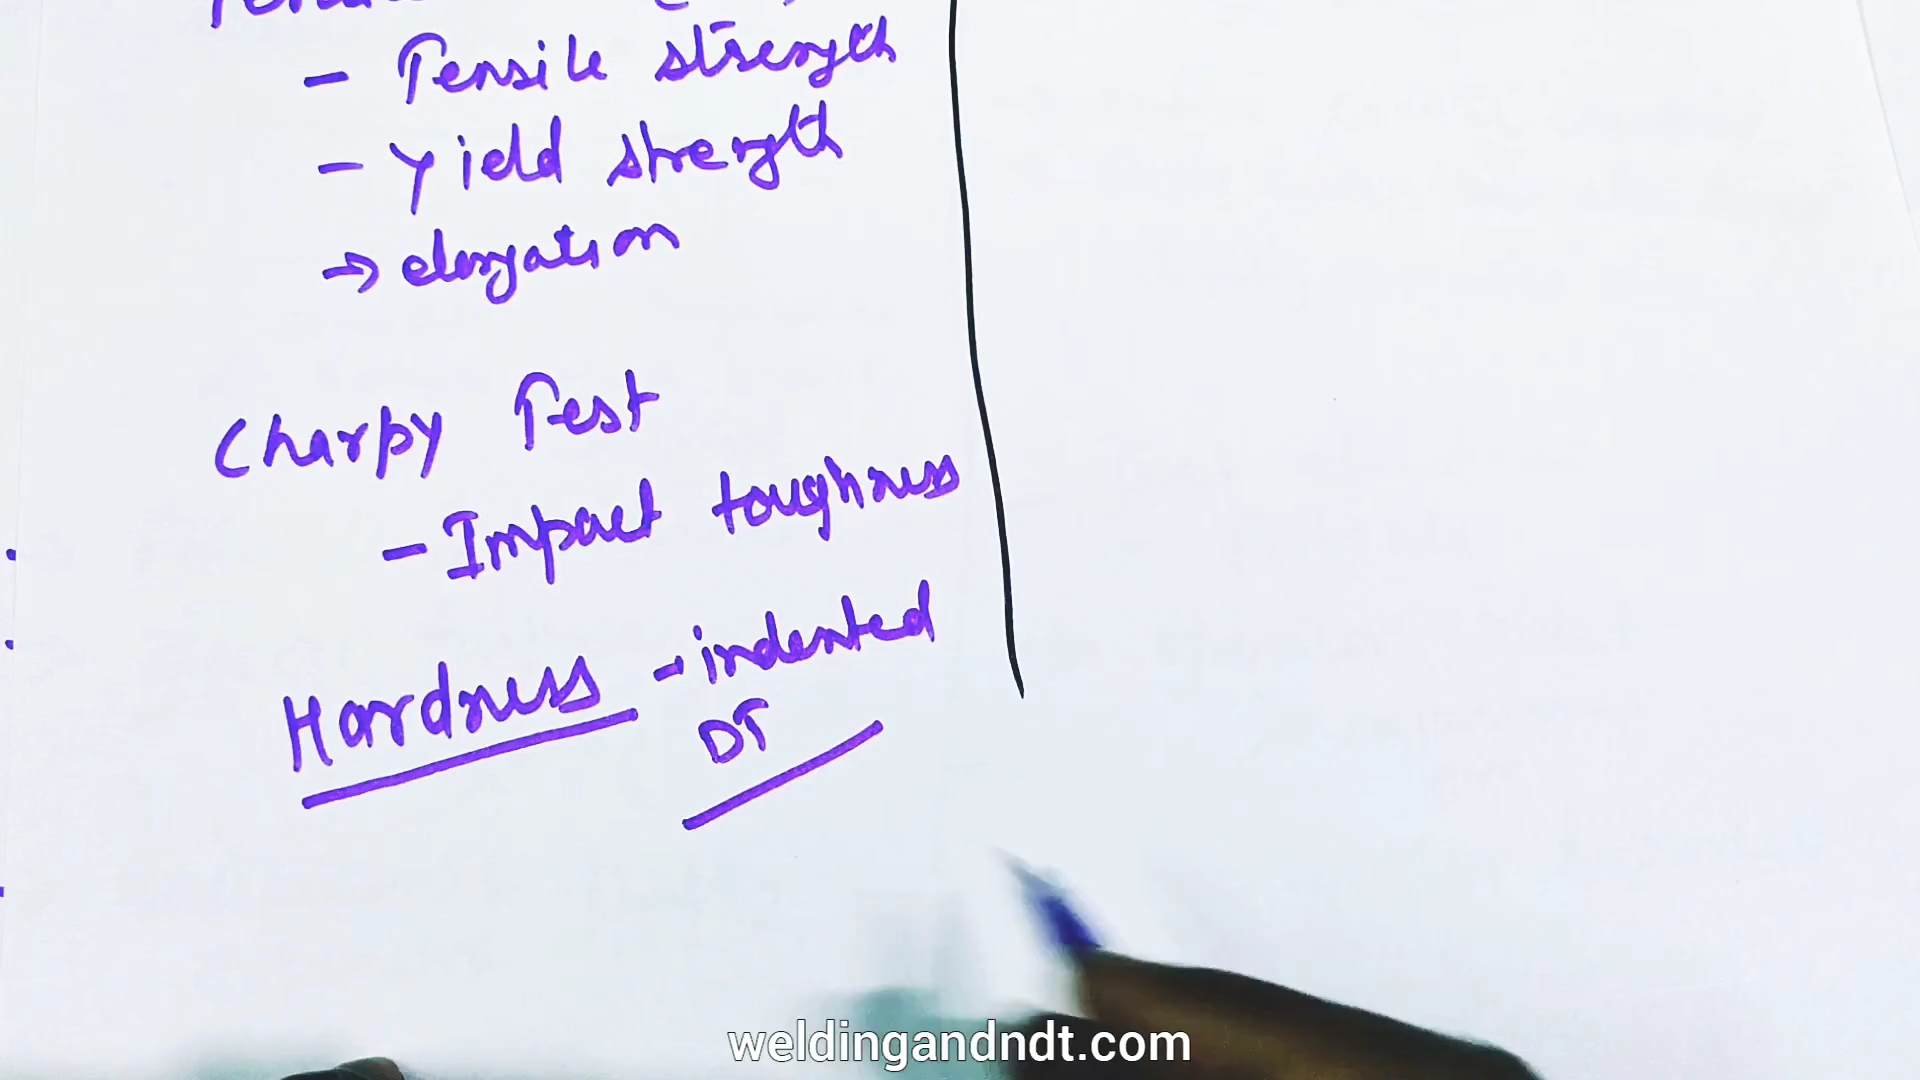 - Tensile strength
- Yield strength
→ elongation
Charpy Test
- Impact toughness
Hardness - indented
DT
weldingandndt.com